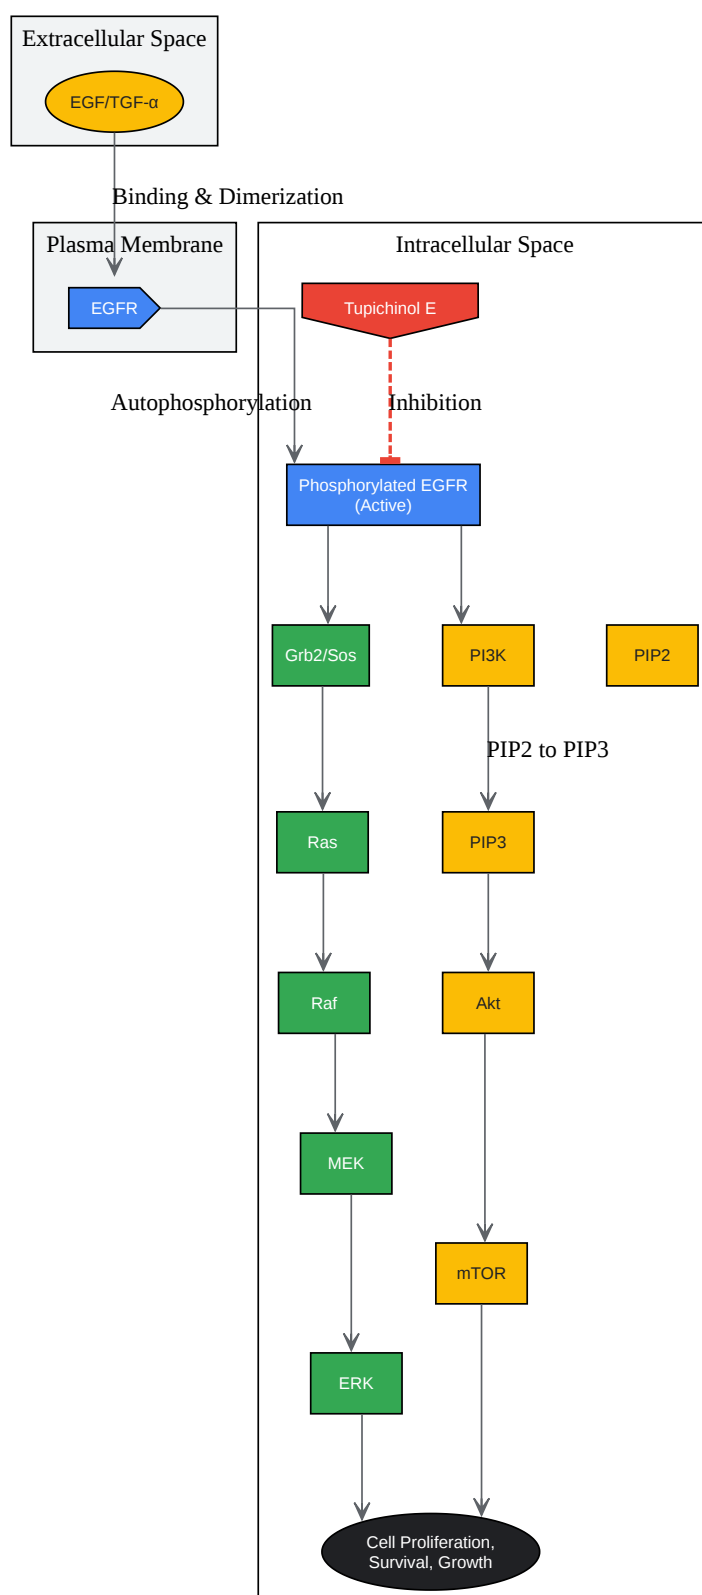 Extracellular Space
EGF/TGF-α
Binding & Dimerization
Plasma Membrane
EGFR
Intracellular Space
Tupichinol E
Autophosphorylation
Inhibition
Phosphorylated EGFR
(Active)
Grb2/Sos
PI3K
PIP2
PIP2 to PIP3
Ras
PIP3
Raf
Akt
MEK
mTOR
ERK
Cell Proliferation,
Survival, Growth